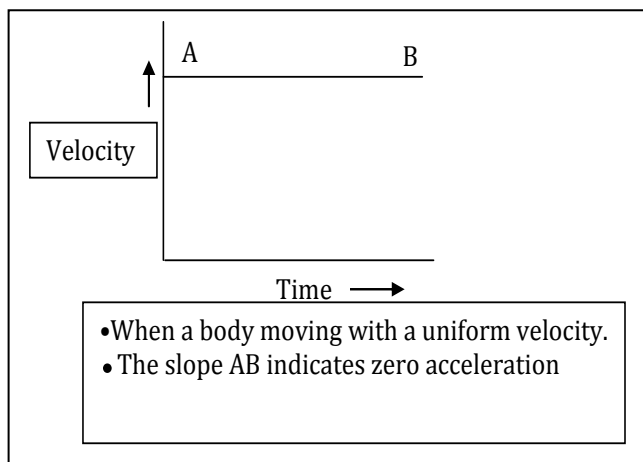 A B
Velocity
Time
•When a body moving with a uniform velocity.
• The slope AB indicates zero acceleration